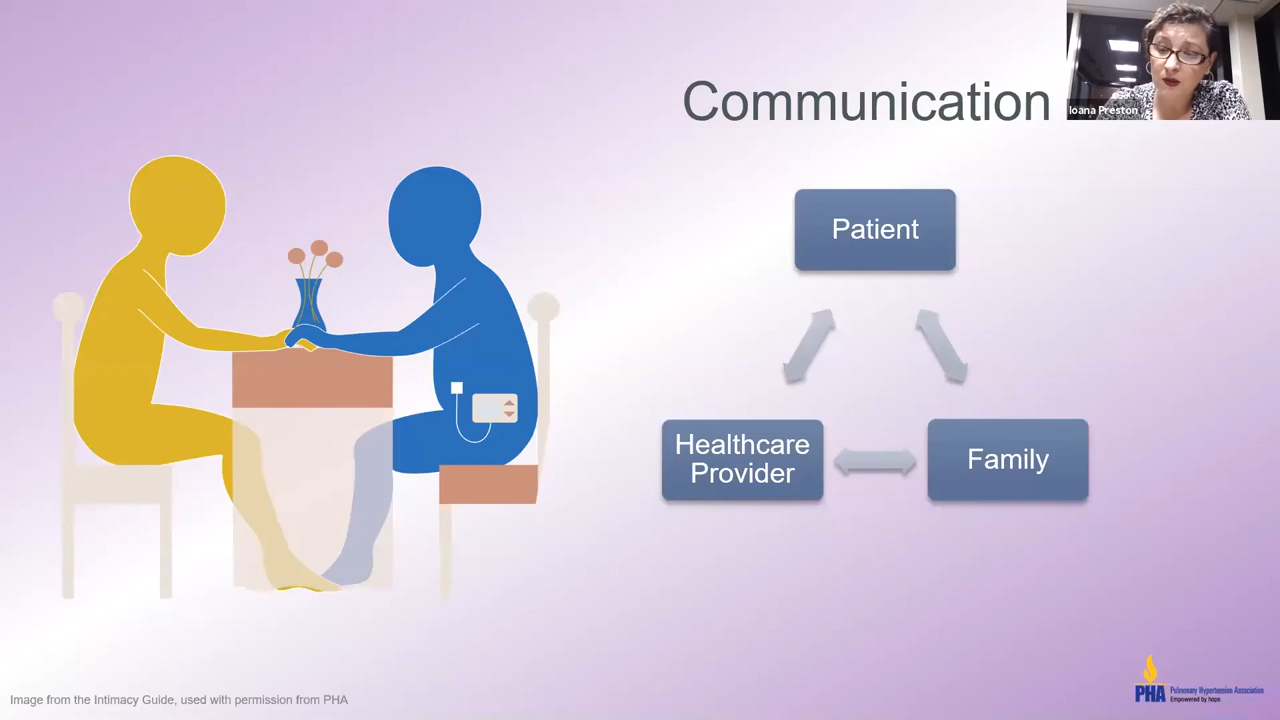 Communication
Ioana Preston
Patient
Healthcare
Provider
Family
Image from the Intimacy Guide, used with permission from PHA
PHA
Pulmonary Hypertension Association
Empowered by hope